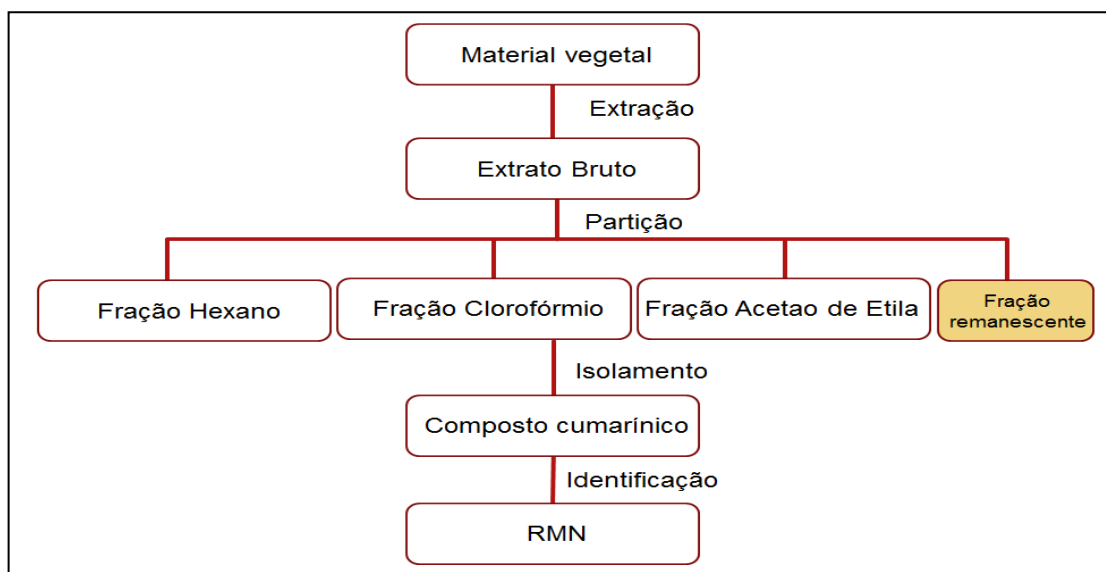 Material vegetal
Extração
Extrato Bruto
Partição
Fração Hexano
Fração Clorofórmio
Fração Acetao de Etila
Fração
remanescente
Isolamento
Composto cumarínico
Identificação
RMN